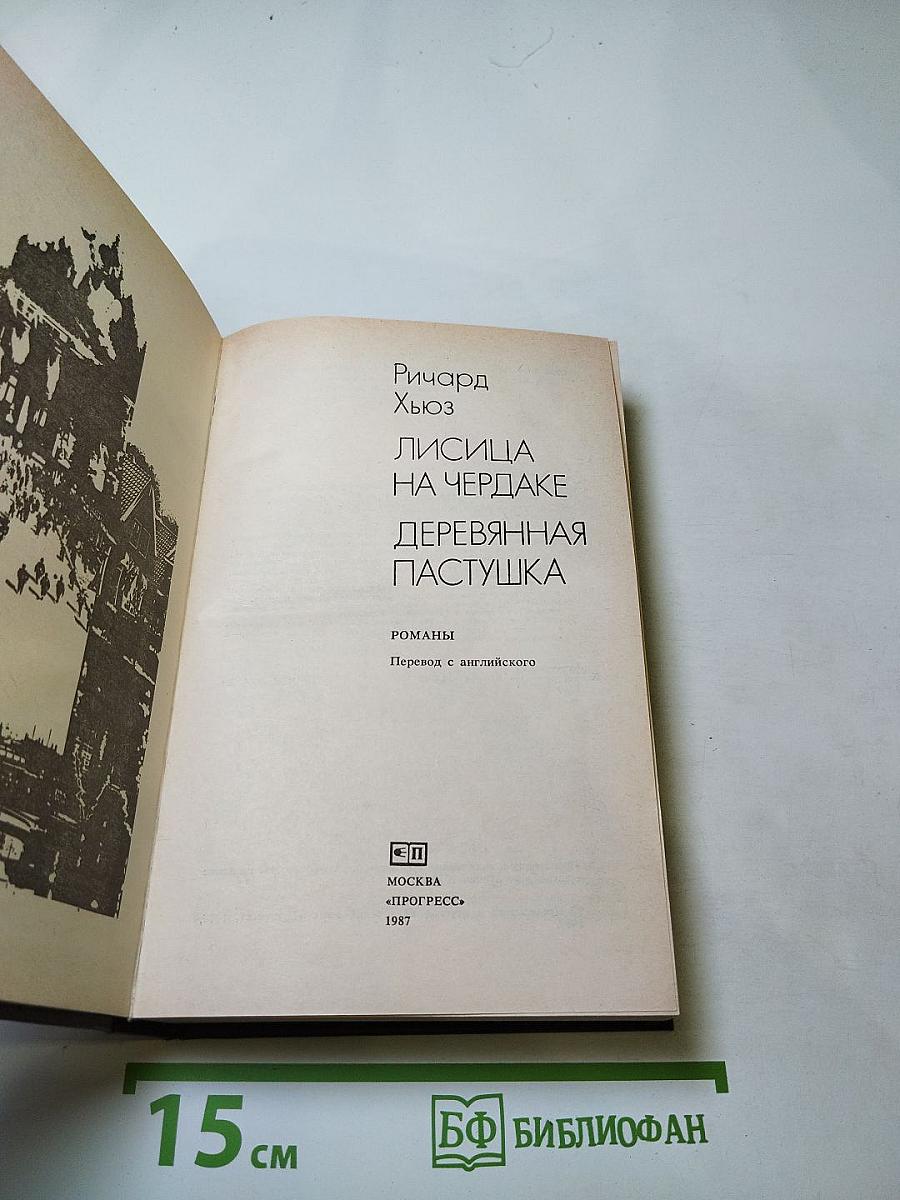 Ричард
Хьюз
ЛИСИЦА
НА ЧЕРДАКЕ
ДЕРЕВЯННАЯ
ПАСТУШКА
РОМАНЫ
Перевод с английского
П
МОСКВА
«ПРОГРЕСС»
1987
15 см
БФ БИБЛИОФАН